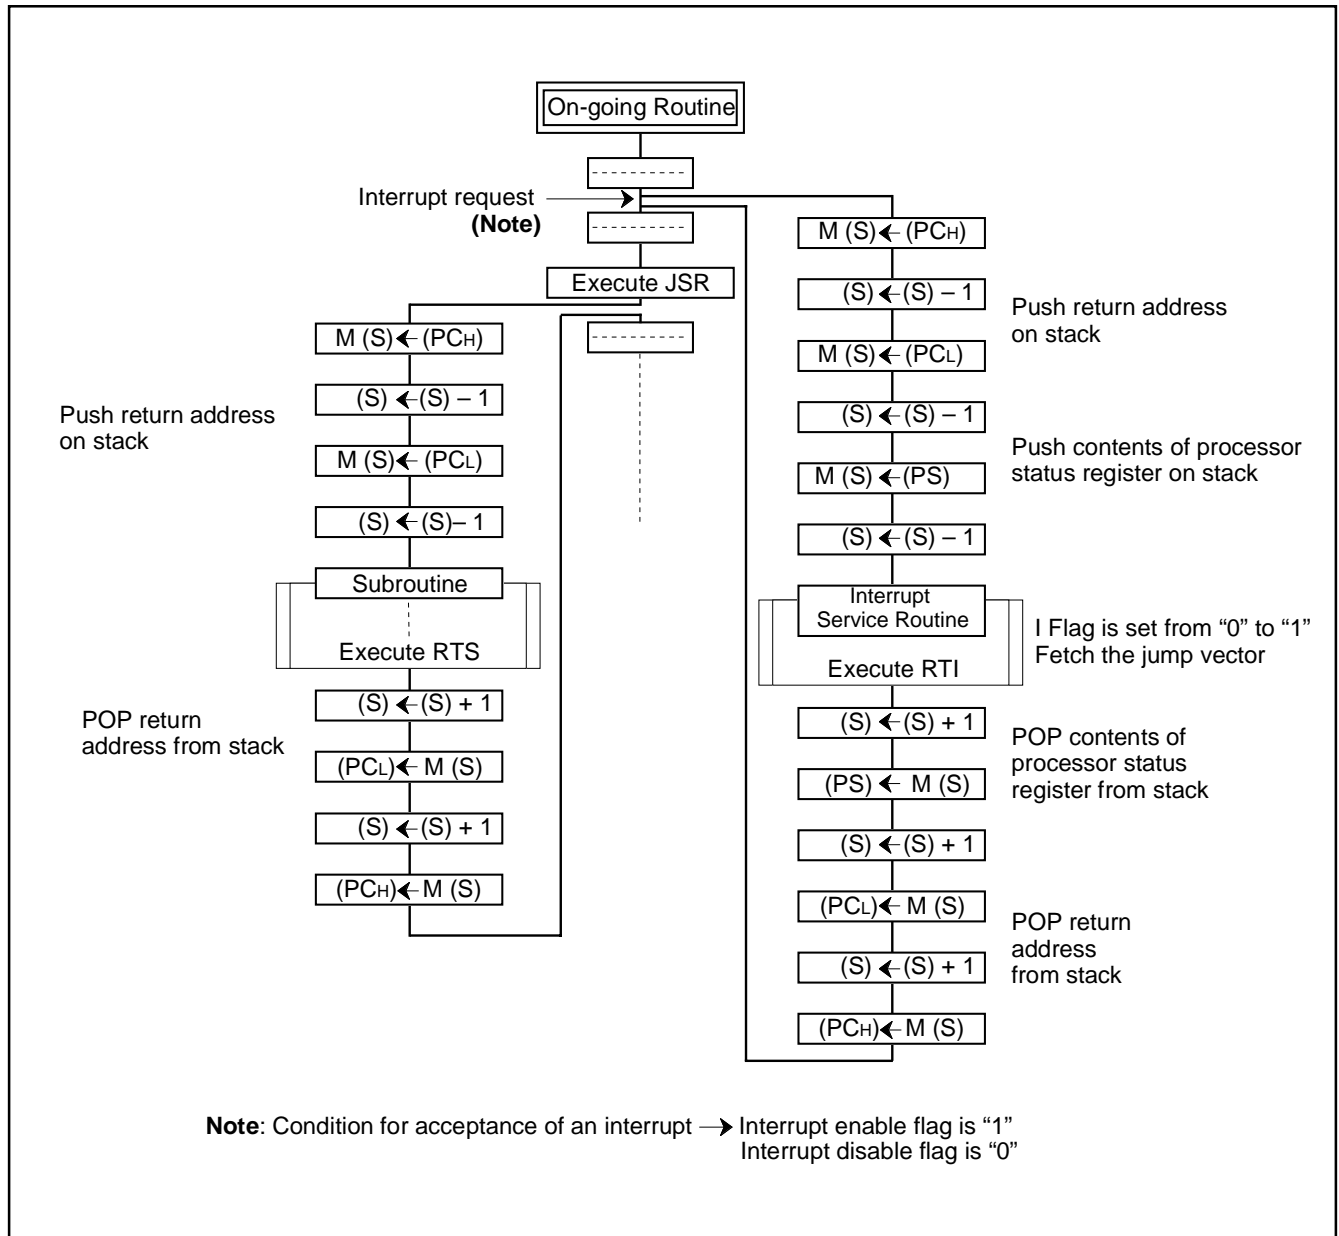 On-going Routine
Interrupt request
(Note)
Execute JSR
M (S) ← (PCH)
(S) ← (S) – 1
M (S) ← (PCL)
(S) ← (S)– 1
Push return address
on stack
Subroutine
Execute RTS
(S) ← (S) + 1
(PCL) ← M (S)
(S) ← (S) + 1
(PCH) ← M (S)
POP return
address from stack
M (S) ← (PCH)
(S) ← (S) – 1
M (S) ← (PCL)
(S) ← (S) – 1
M (S) ← (PS)
(S) ← (S) – 1
Push return address
on stack
Push contents of processor
status register on stack
Interrupt
Service Routine
Execute RTI
I Flag is set from “0” to “1”
Fetch the jump vector
(S) ← (S) + 1
(PS) ← M (S)
(S) ← (S) + 1
(PCL) ← M (S)
(S) ← (S) + 1
(PCH) ← M (S)
POP contents of
processor status
register from stack
POP return
address
from stack
Note: Condition for acceptance of an interrupt → Interrupt enable flag is “1”
Interrupt disable flag is “0”